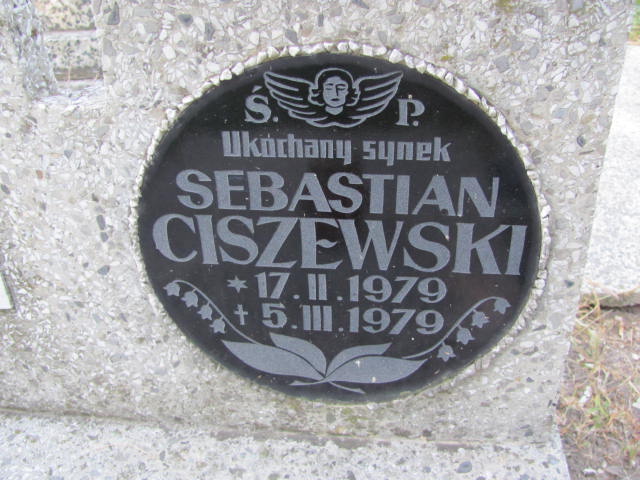 Ś. P.
Ukochany synek
SEBASTIAN
CISZEWSKI
* 17. II. 1979
† 5. III. 1979